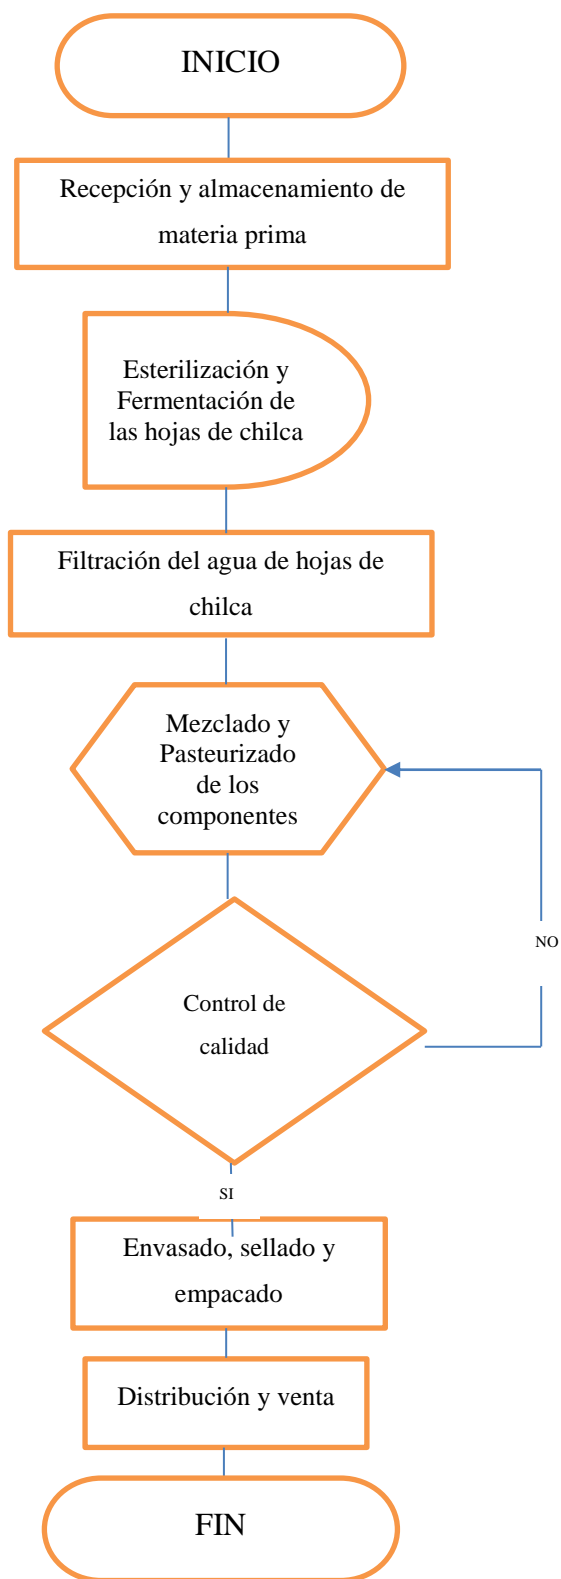 INICIO
Recepción y almacenamiento de
materia prima
Esterilización y
Fermentación de
las hojas de chilca
Filtración del agua de hojas de
chilca
Mezclado y
Pasteurizado
de los
componentes
NO
Control de
calidad
SI
Envasado, sellado y
empacado
Distribución y venta
FIN